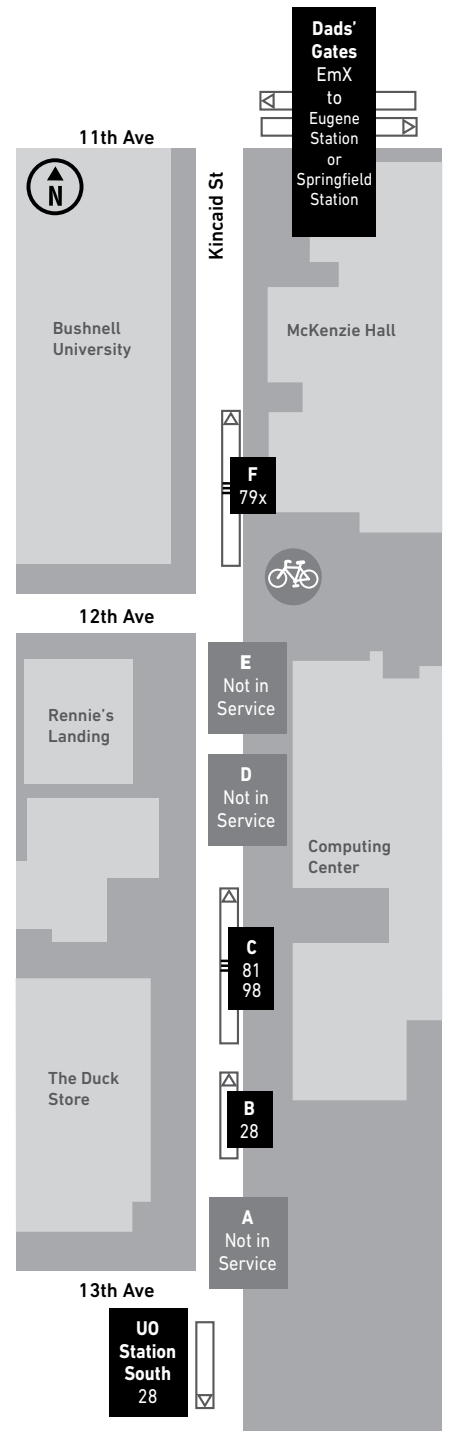 Dads'
Gates
EmX
to
Eugene
Station
or
Springfield
Station
11th Ave
N
Kincaid St
Bushnell
University
McKenzie Hall
F
79x
12th Ave
E
Not in
Service
Rennie's
Landing
D
Not in
Service
Computing
Center
C
81
98
The Duck
Store
B
28
A
Not in
Service
13th Ave
UO
Station
South
28